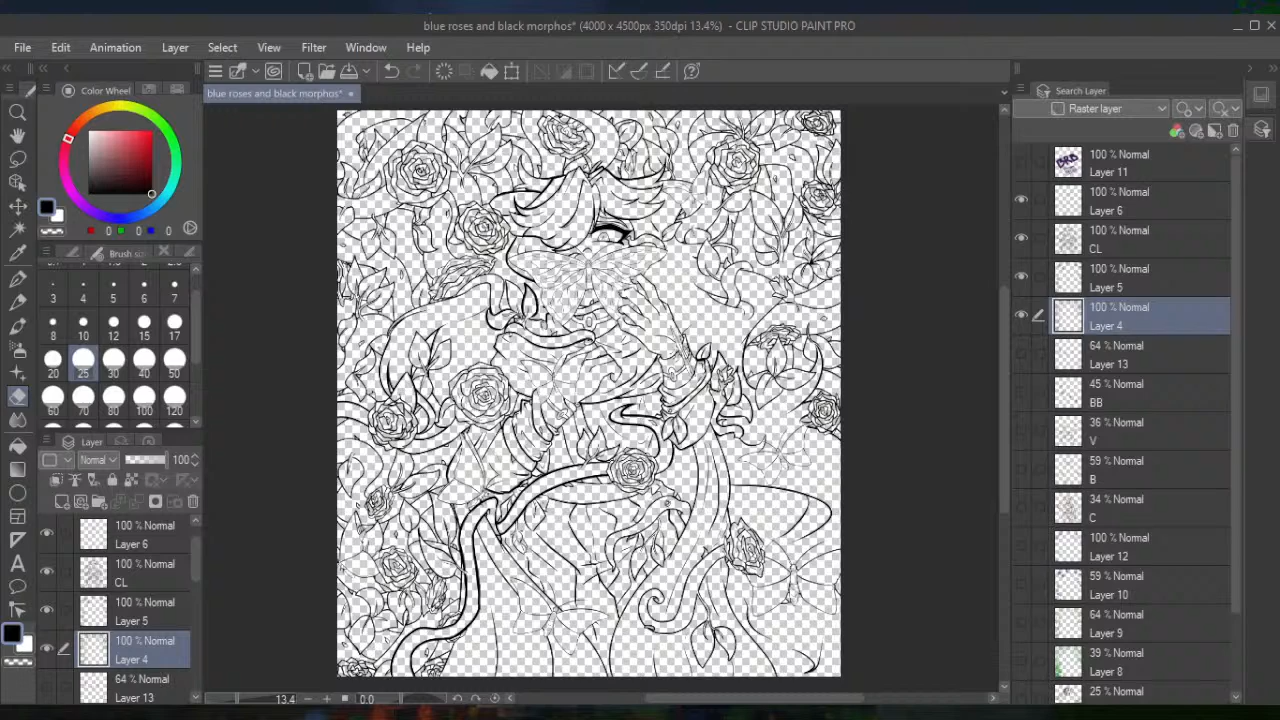 blue roses and black morphos* (4000 x 4500px 350dpi 13.4%) - CLIP STUDIO PAINT PRO
File Edit Animation Layer Select View Filter Window Help
blue roses and black morphos*
Color Wheel
0 0 0
Brush size
3 4 5 6 7
8 10 12 15 17
20 25 30 40 50
60 70 80 100 120
Layer
Normal 100
100 % Normal
Layer 6
100 % Normal
CL
100 % Normal
Layer 5
100 % Normal
Layer 4
64 % Normal
Layer 13
13.4
0.0
Search Layer
Raster layer
BRB
100 % Normal
Layer 11
100 % Normal
Layer 6
100 % Normal
CL
100 % Normal
Layer 5
100 % Normal
Layer 4
64 % Normal
Layer 13
45 % Normal
BB
36 % Normal
V
59 % Normal
B
34 % Normal
C
100 % Normal
Layer 12
59 % Normal
Layer 10
64 % Normal
Layer 9
39 % Normal
Layer 8
25 % Normal